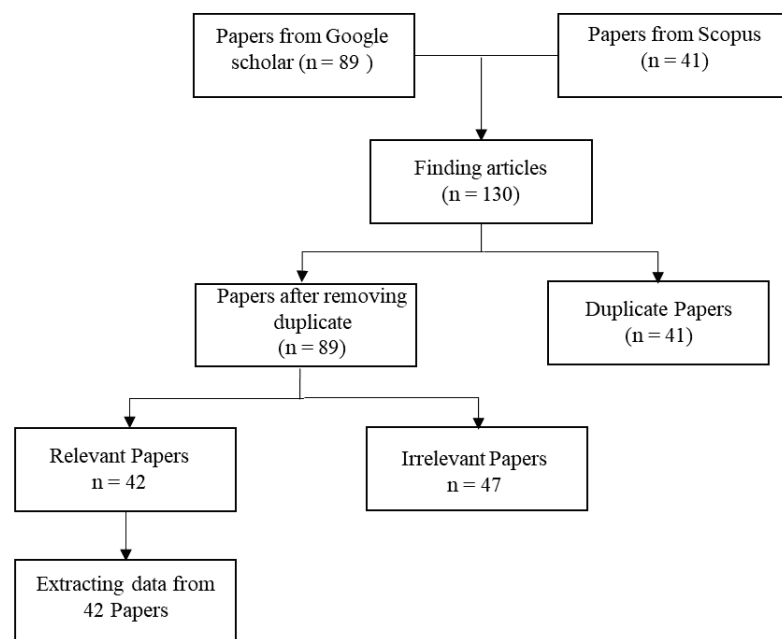 Papers from Google
scholar (n = 89 )
Papers from Scopus
(n = 41)
Finding articles
(n = 130)
Papers after removing
duplicate
(n = 89)
Duplicate Papers
(n = 41)
Relevant Papers
n = 42
Irrelevant Papers
n = 47
Extracting data from
42 Papers